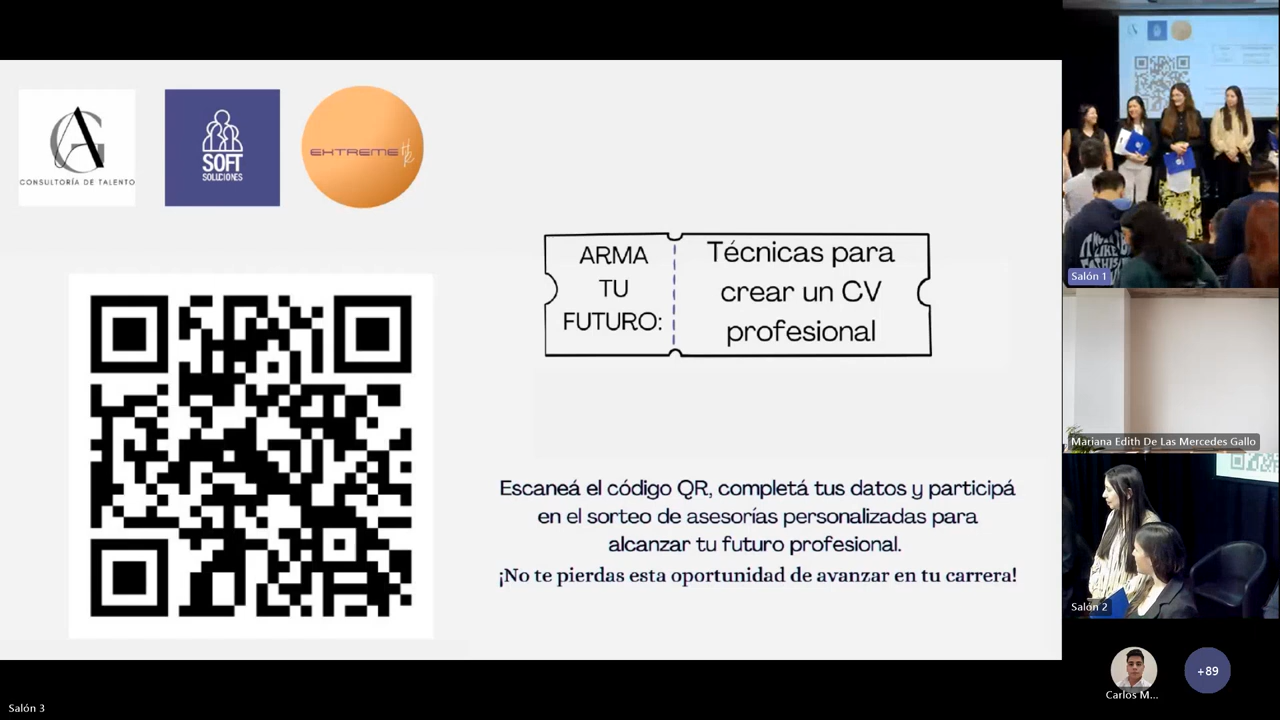 AG
CONSULTORÍA DE TALENTO
SOFT
SOLUCIONES
EXTREME
ARMA
TU
FUTURO:
Técnicas para
crear un CV
profesional
Escaneá el código QR, completá tus datos y participá
en el sorteo de asesorías personalizadas para
alcanzar tu futuro profesional.
¡No te pierdas esta oportunidad de avanzar en tu carrera!
Salón 1
Mariana Edith De Las Mercedes Gallo
Salón 2
Carlos M...
+89
Salón 3